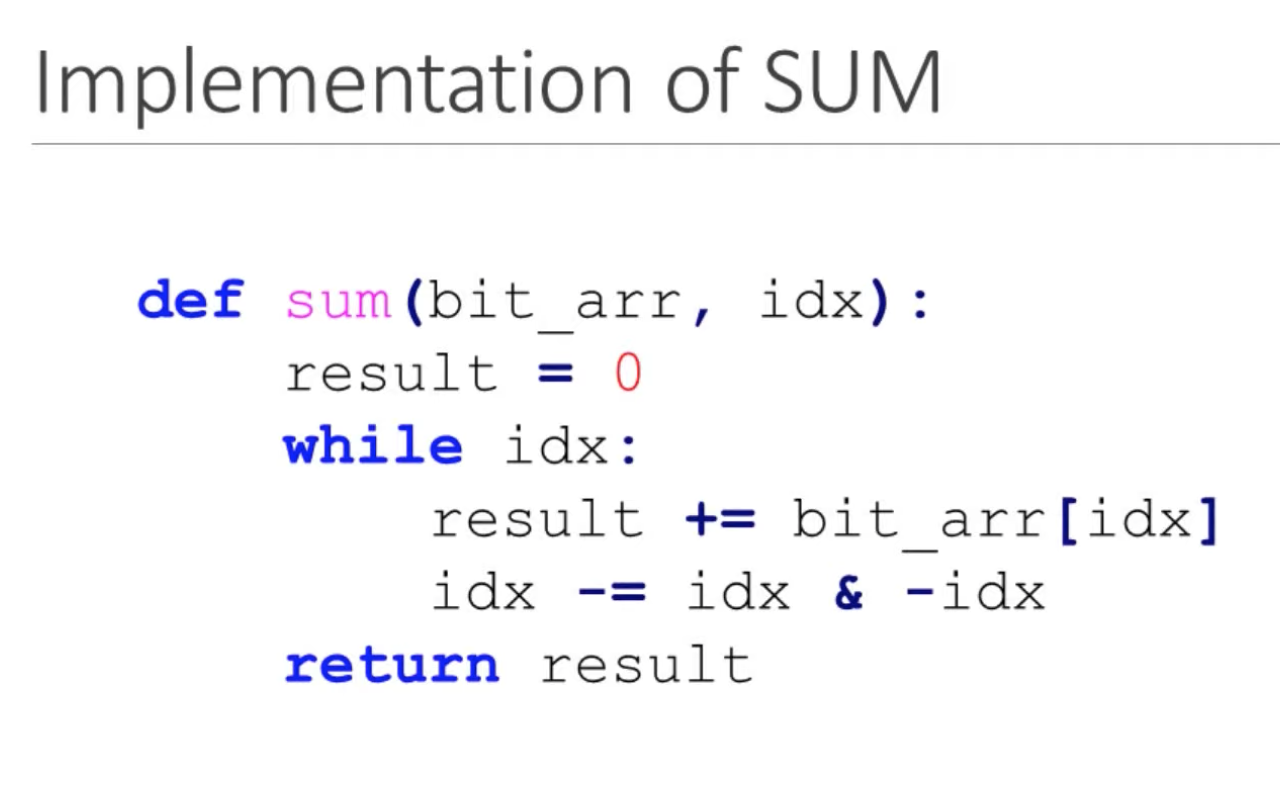 Implementation of SUM
def sum(bit_arr, idx):
    result = 0
    while idx:
        result += bit_arr[idx]
        idx -= idx & -idx
    return result